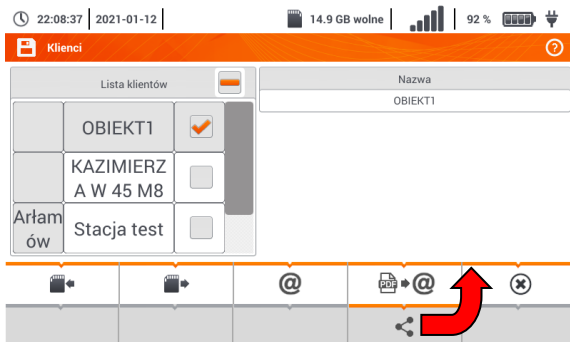 22:08:37 2021-01-12 14.9 GB wolne 92 %
Klienci ?
Lista klientów
OBIEKT1
KAZIMIERZ
A W 45 M8
Arłam
ów
Stacja test
Nazwa
OBIEKT1
@ PDF @